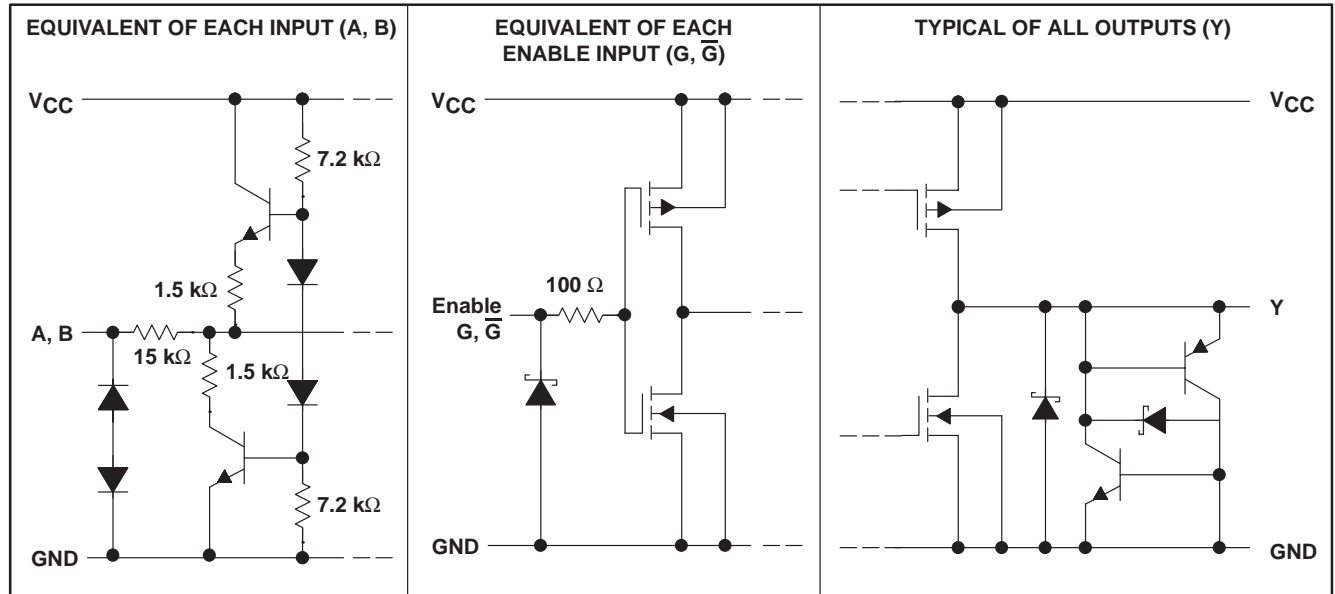 EQUIVALENT OF EACH INPUT (A, B)
VCC
7.2 kΩ
1.5 kΩ
A, B
15 kΩ
1.5 kΩ
7.2 kΩ
GND
EQUIVALENT OF EACH
ENABLE INPUT (G, G̅)
VCC
100 Ω
Enable
G, G̅
GND
TYPICAL OF ALL OUTPUTS (Y)
VCC
Y
GND